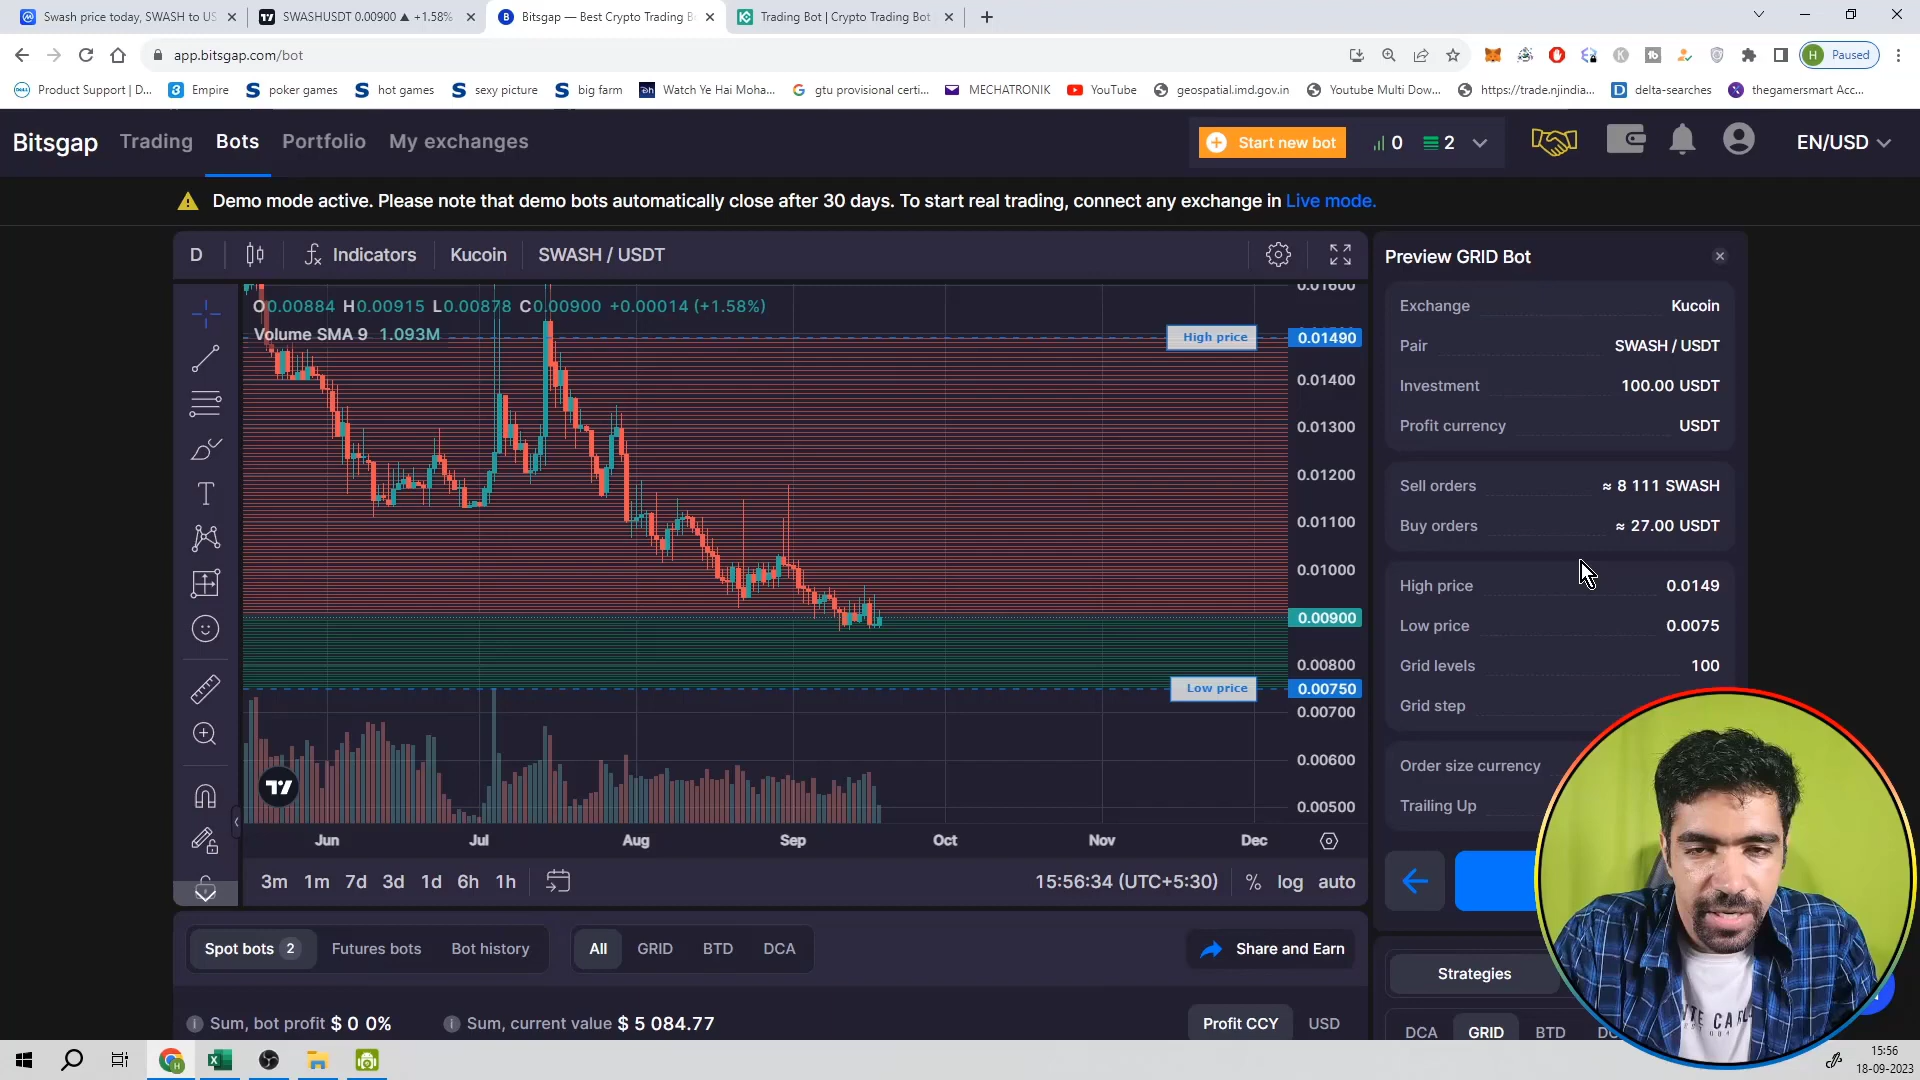 Swash price today, SWASH to US
SWASHUSDT 0.00900 ▲ +1.58%
Bitsgap — Best Crypto Trading B
Trading Bot | Crypto Trading Bot
app.bitsgap.com/bot
H Paused
Product Support | D...
Empire
poker games
hot games
sexy picture
big farm
Watch Ye Hai Moha...
gtu provisional certi...
MECHATRONIK
YouTube
geospatial.imd.gov.in
Youtube Multi Dow...
https://trade.njindia...
delta-searches
thegamersmart Acc...
Bitsgap Trading Bots Portfolio My exchanges
Start new bot
0
2
EN/USD
Demo mode active. Please note that demo bots automatically close after 30 days. To start real trading, connect any exchange in Live mode.
D
Indicators
Kucoin
SWASH / USDT
O0.00884 H0.00915 L0.00878 C0.00900 +0.00014 (+1.58%)
Volume SMA 9 1.093M
High price
Low price
0.01600
0.01490
0.01400
0.01300
0.01200
0.01100
0.01000
0.00900
0.00800
0.00750
0.00700
0.00600
0.00500
Jun Jul Aug Sep Oct Nov Dec
3m 1m 7d 3d 1d 6h 1h
15:56:34 (UTC+5:30) % log auto
Preview GRID Bot
Exchange Kucoin
Pair SWASH / USDT
Investment 100.00 USDT
Profit currency USDT
Sell orders ≈ 8 111 SWASH
Buy orders ≈ 27.00 USDT
High price 0.0149
Low price 0.0075
Grid levels 100
Grid step
Order size currency
Trailing Up
Spot bots 2 Futures bots Bot history
All GRID BTD DCA
Share and Earn
Sum, bot profit $ 0 0%
Sum, current value $ 5 084.77
Profit CCY USD
Strategies
DCA GRID BTD
15:56
18-09-2023